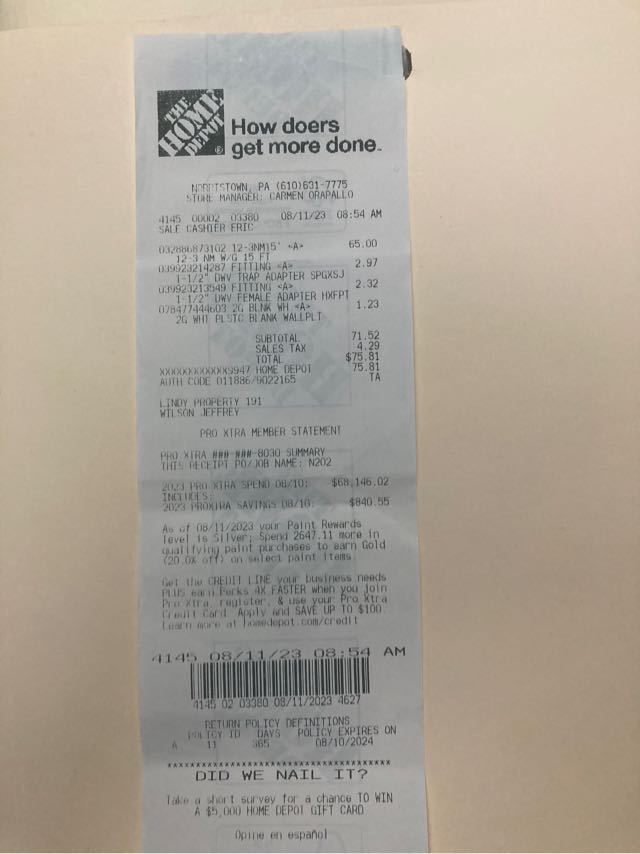 THE
HOME
DEPOT
®
How doers
get more done.
NORRISTOWN, PA (610)631-7775
STORE MANAGER: CARMEN ORAPALLO
4145 00002 03380 08/11/23 08:54 AM
SALE CASHIER ERIC
032886873102 12-3NM15' <A> 65.00
12-3 NM W/G 15 FT
039923214287 FITTING <A> 2.97
1-1/2" DWV TRAP ADAPTER SPGXSJ
039923213549 FITTING <A> 2.32
1-1/2" DWV FEMALE ADAPTER HXFPT
078477444603 2G BLNK WH <A> 1.23
2G WHT PLSTC BLANK WALLPLT
SUBTOTAL 71.52
SALES TAX 4.29
TOTAL $75.81
XXXXXXXXXXXX9947 HOME DEPOT 75.81
AUTH CODE 011886/9022165 TA
LINDY PROPERTY 191
WILSON JEFFREY
PRO XTRA MEMBER STATEMENT
PRO XTRA ###-###-8030 SUMMARY
THIS RECEIPT PO/JOB NAME: N202
2023 PRO XTRA SPEND 08/10: $68,146.02
INCLUDES:
2023 PROXTRA SAVINGS 08/10: $840.55
As of 08/11/2023 your Paint Rewards
level is Silver; Spend 2647.11 more in
qualifying paint purchases to earn Gold
(20.0% off) on select paint items.
Get the CREDIT LINE your business needs
PLUS earn Perks 4X FASTER when you join
Pro Xtra, register, & use your Pro Xtra
Credit Card. Apply and SAVE UP TO $100.
Learn more at homedepot.com/credit
4145 08/11/23 08:54 AM
4145 02 03380 08/11/2023 4627
RETURN POLICY DEFINITIONS
POLICY ID DAYS POLICY EXPIRES ON
A 11 365 08/10/2024
****************************************
DID WE NAIL IT?
Take a short survey for a chance TO WIN
A $5,000 HOME DEPOT GIFT CARD
Opine en español